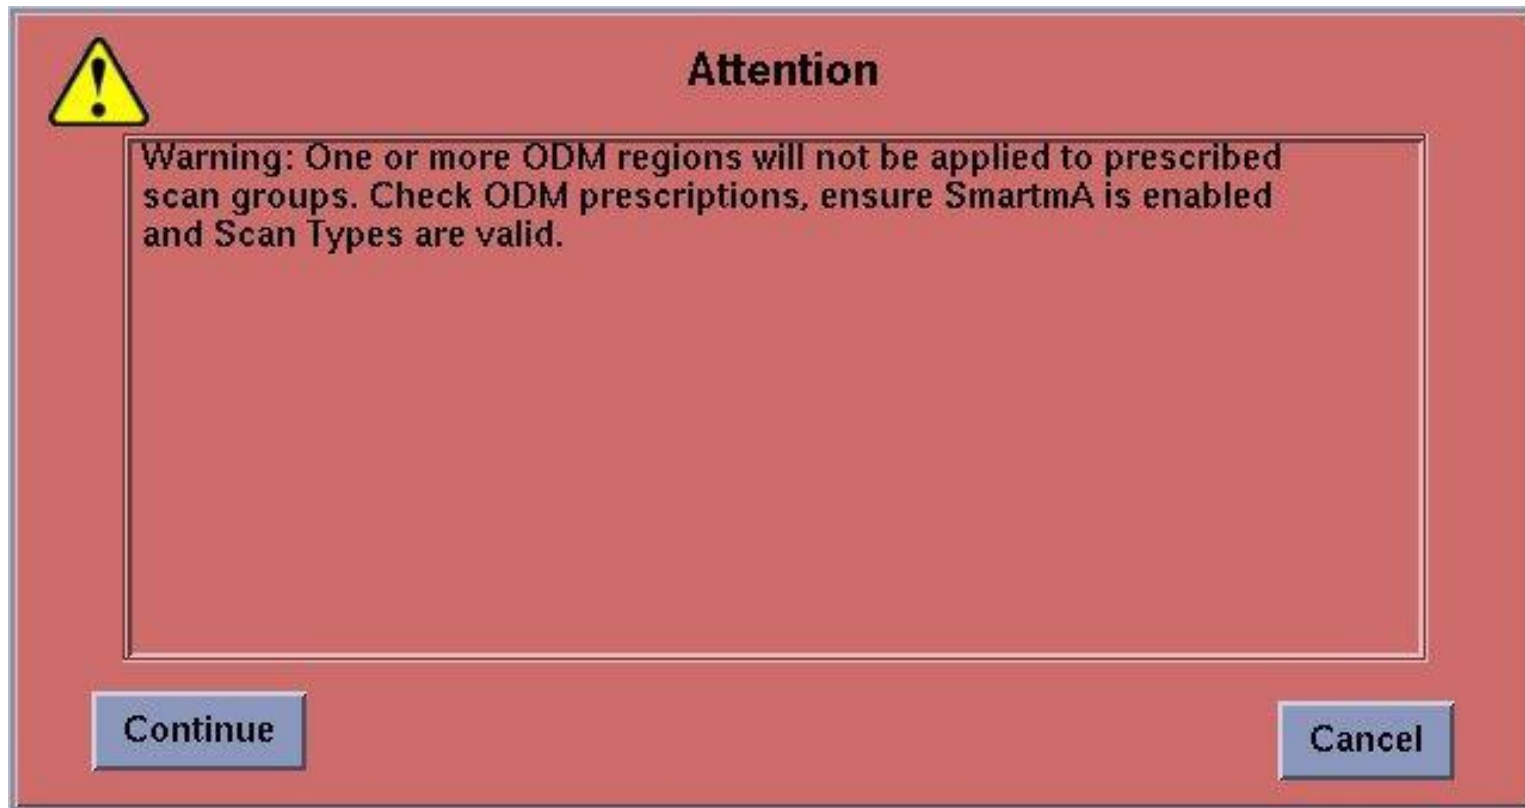 Attention
Warning: One or more ODM regions will not be applied to prescribed
scan groups. Check ODM prescriptions, ensure SmartmA is enabled
and Scan Types are valid.
Continue
Cancel